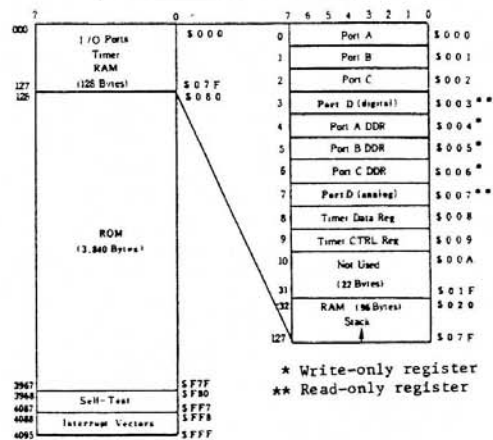 7 0
000 $000
I/O Ports
Timer
RAM
(128 Bytes)
127 $07F
128 $080
ROM
(3,840 Bytes)
3967 $F7F
3968 $F80
Self-Test
4087 $FF7
4088 $FF8
Interrupt Vectors
4095 $FFF
7 6 5 4 3 2 1 0
0 Port A $000
1 Port B $001
2 Port C $002
3 Port D (digital) $003**
4 Port A DDR $004*
5 Port B DDR $005*
6 Port C DDR $006*
7 Port D (analog) $007**
8 Timer Data Reg $008
9 Timer CTRL Reg $009
10 $00A
Not Used
(22 Bytes)
31 $01F
32 RAM (96 Bytes) $020
Stack
127 $07F
* Write-only register
** Read-only register